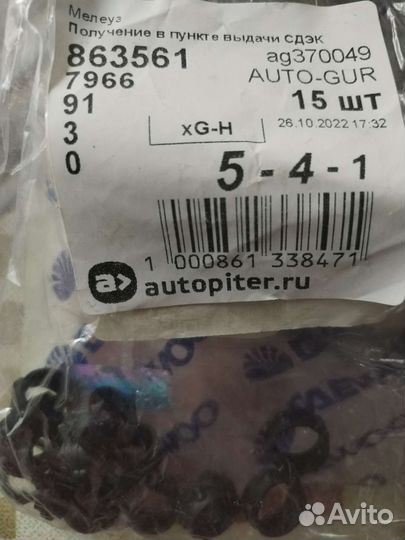 Мелеуз
Получение в пункте выдачи СДЭК
863561 ag370049
7966 AUTO-GUR
91 15 шт
3 xG-H 26.10.2022 17:32
0 5 - 4 - 1
1 000861 338471
a> autopiter.ru
DAEWOO
Avito